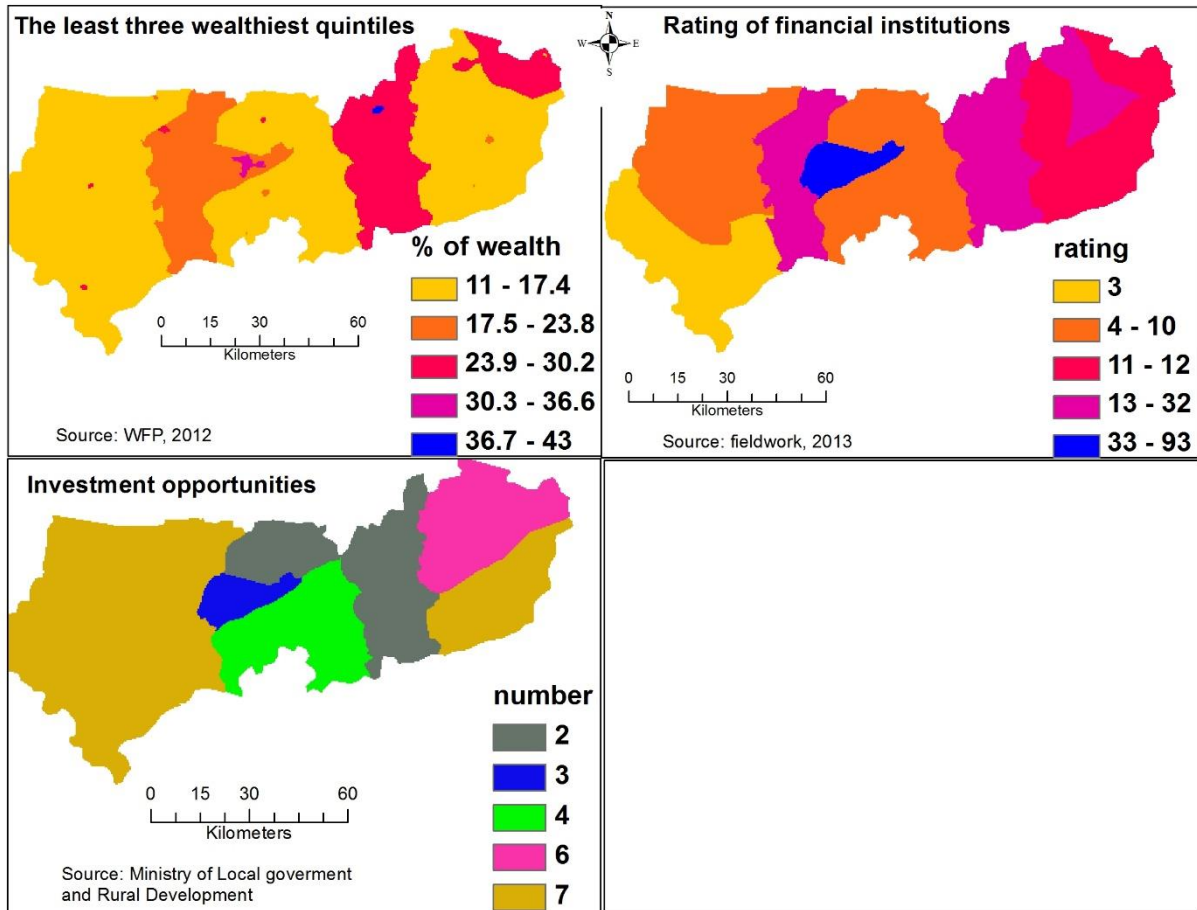 The least three wealthiest quintiles
% of wealth
11 - 17.4
17.5 - 23.8
23.9 - 30.2
30.3 - 36.6
36.7 - 43
0 15 30 60
Kilometers
Source: WFP, 2012
N
W E
S
Rating of financial institutions
rating
3
4 - 10
11 - 12
13 - 32
33 - 93
0 15 30 60
Kilometers
Source: fieldwork, 2013
Investment opportunities
number
2
3
4
6
7
0 15 30 60
Kilometers
Source: Ministry of Local goverment
and Rural Development